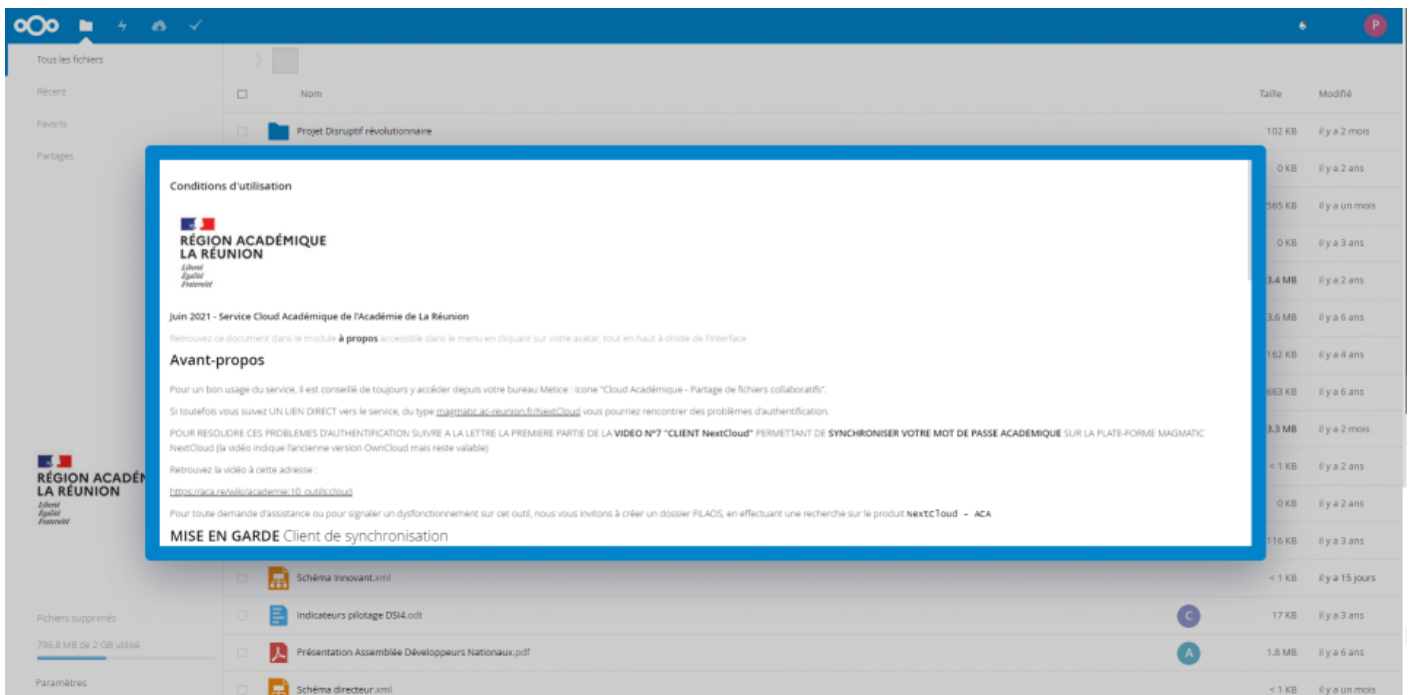 Tous les fichiers
Récent
Nom
Taille
Modifié
Favoris
Projet Disruptif révolutionnaire
102 KB
il y a 2 mois
Partages
0 KB
il y a 2 ans
Conditions d'utilisation
565 KB
il y a un mois
RÉGION ACADÉMIQUE
LA RÉUNION
Liberté
Égalité
Fraternité
0 KB
il y a 3 ans
3.4 MB
il y a 2 ans
Juin 2021 - Service Cloud Académique de l'Académie de La Réunion
3.6 MB
il y a 6 ans
Retrouvez ce document dans le module à propos accessible dans le menu en cliquant sur votre avatar, tout en haut à droite de l'interface
Avant-propos
162 KB
il y a 4 ans
Pour un bon usage du service, il est conseillé de toujours y accéder depuis votre bureau Metice : icone "Cloud Académique - Partage de fichiers collaboratifs".
663 KB
il y a 6 ans
Si toutefois vous suivez UN LIEN DIRECT vers le service, du type magmatic.ac-reunion.fr/NextCloud vous pourriez rencontrer des problèmes d'authentification.
POUR RESOUDRE CES PROBLEMES D'AUTHENTIFICATION SUIVRE A LA LETTRE LA PREMIERE PARTIE DE LA VIDEO N°7 "CLIENT NextCloud" PERMETTANT DE SYNCHRONISER VOTRE MOT DE PASSE ACADEMIQUE SUR LA PLATE-FORME MAGMATIC
NextCloud (la vidéo indique l'ancienne version OwnCloud mais reste valable)
3.3 MB
il y a 2 mois
Retrouvez la vidéo à cette adresse :
< 1 KB
il y a 2 ans
https://aca.re/wiki/academie:10_outils:cloud
RÉGION ACADÉM
LA RÉUNION
Liberté
Égalité
Fraternité
0 KB
il y a 2 ans
Pour toute demande d'assistance ou pour signaler un dysfonctionnement sur cet outil, nous vous invitons à créer un dossier FILAOS, en effectuant une recherche sur le produit Nextcloud - ACA
MISE EN GARDE Client de synchronisation
116 KB
il y a 3 ans
Schéma innovant.xml
< 1 KB
il y a 15 jours
Fichiers supprimés
Indicateurs pilotage DSI4.odt
C
17 KB
il y a 3 ans
796.8 MB de 2 GB utilisé
Présentation Assemblée Développeurs Nationaux.pdf
A
1.8 MB
il y a 6 ans
Paramètres
Schéma directeur.xml
< 1 KB
il y a un mois
P